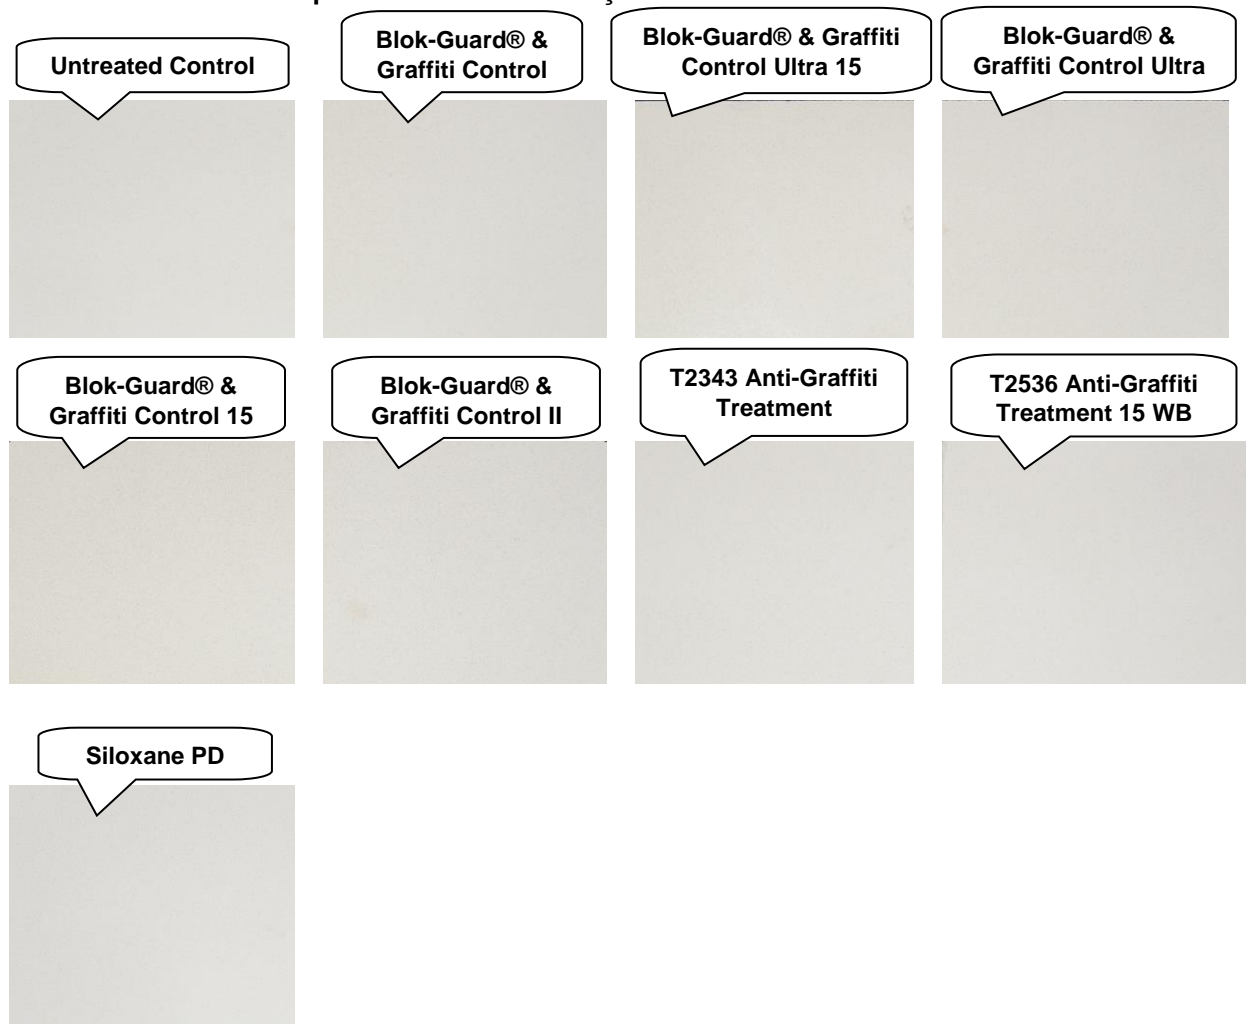 Untreated Control
Blok-Guard® &
Graffiti Control
Blok-Guard® & Graffiti
Control Ultra 15
Blok-Guard® &
Graffiti Control Ultra
Blok-Guard® &
Graffiti Control 15
Blok-Guard® &
Graffiti Control II
T2343 Anti-Graffiti
Treatment
T2536 Anti-Graffiti
Treatment 15 WB
Siloxane PD